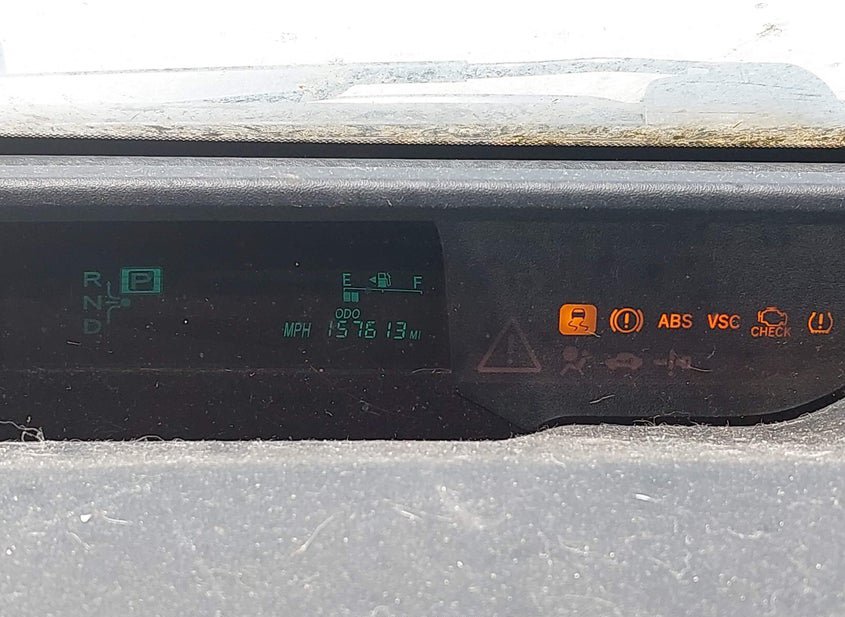 R P
N
D
E F
ODO
MPH 157613 MI
ABS VSC
CHECK